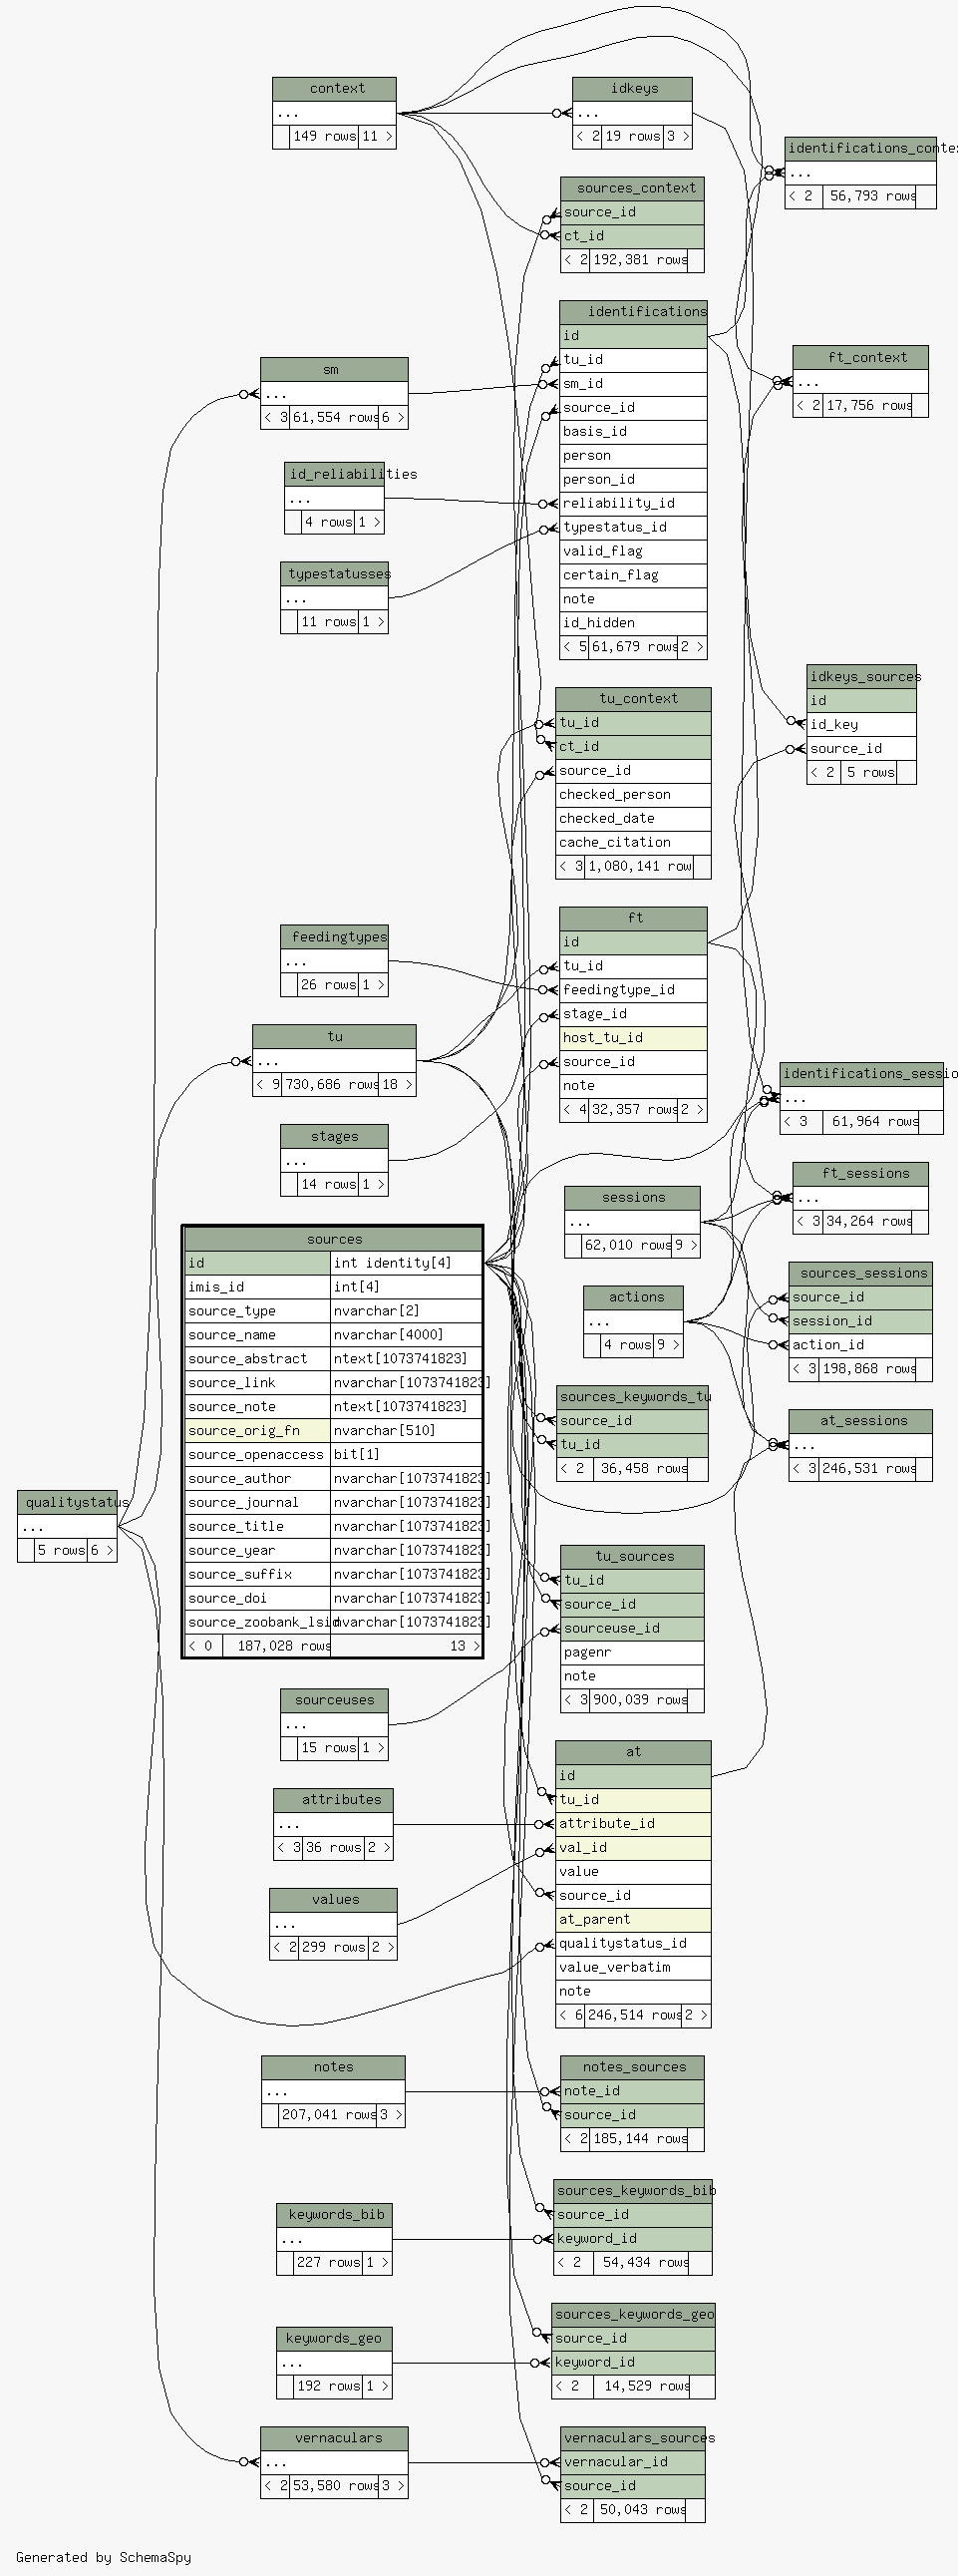 context
...
149 rows 11 >
idkeys
...
< 2 19 rows 3 >
identifications_conte
...
< 2 56,793 rows
sources_context
source_id
ct_id
< 2 192,381 rows
identifications
id
tu_id
sm_id
source_id
basis_id
person
person_id
reliability_id
typestatus_id
valid_flag
certain_flag
note
id_hidden
< 5 61,679 rows 2 >
ft_context
...
< 2 17,756 rows
sm
...
< 3 61,554 rows 6 >
id_reliabilities
...
4 rows 1 >
typestatusses
...
11 rows 1 >
idkeys_sources
id
id_key
source_id
< 2 5 rows
tu_context
tu_id
ct_id
source_id
checked_person
checked_date
cache_citation
< 3 1,080,141 row
ft
id
tu_id
feedingtype_id
stage_id
host_tu_id
source_id
note
< 4 32,357 rows 2 >
feedingtypes
...
26 rows 1 >
tu
...
< 9 730,686 rows 18 >
stages
...
14 rows 1 >
identifications_sessio
...
< 3 61,964 rows
ft_sessions
...
< 3 34,264 rows
sessions
...
62,010 rows 9 >
sources
id int identity[4]
imis_id int[4]
source_type nvarchar[2]
source_name nvarchar[4000]
source_abstract ntext[1073741823]
source_link nvarchar[1073741823]
source_note ntext[1073741823]
source_orig_fn nvarchar[510]
source_openaccess bit[1]
source_author nvarchar[1073741823]
source_journal nvarchar[1073741823]
source_title nvarchar[1073741823]
source_year nvarchar[1073741823]
source_suffix nvarchar[1073741823]
source_doi nvarchar[1073741823]
source_zoobank_lsid nvarchar[1073741823]
< 0 187,028 rows 13 >
sources_sessions
source_id
session_id
action_id
< 3 198,868 rows
actions
...
4 rows 9 >
sources_keywords_tu
source_id
tu_id
< 2 36,458 rows
at_sessions
...
< 3 246,531 rows
qualitystatus
...
5 rows 6 >
tu_sources
tu_id
source_id
sourceuse_id
pagenr
note
< 3 900,039 rows
sourceuses
...
15 rows 1 >
at
id
tu_id
attribute_id
val_id
value
source_id
at_parent
qualitystatus_id
value_verbatim
note
< 6 246,514 rows 2 >
attributes
...
< 3 36 rows 2 >
values
...
< 2 299 rows 2 >
notes
...
207,041 rows 3 >
notes_sources
note_id
source_id
< 2 185,144 rows
sources_keywords_bib
source_id
keyword_id
< 2 54,434 rows
keywords_bib
...
227 rows 1 >
sources_keywords_geo
source_id
keyword_id
< 2 14,529 rows
keywords_geo
...
192 rows 1 >
vernaculars
...
< 2 53,580 rows 3 >
vernaculars_sources
vernacular_id
source_id
< 2 50,043 rows
Generated by SchemaSpy